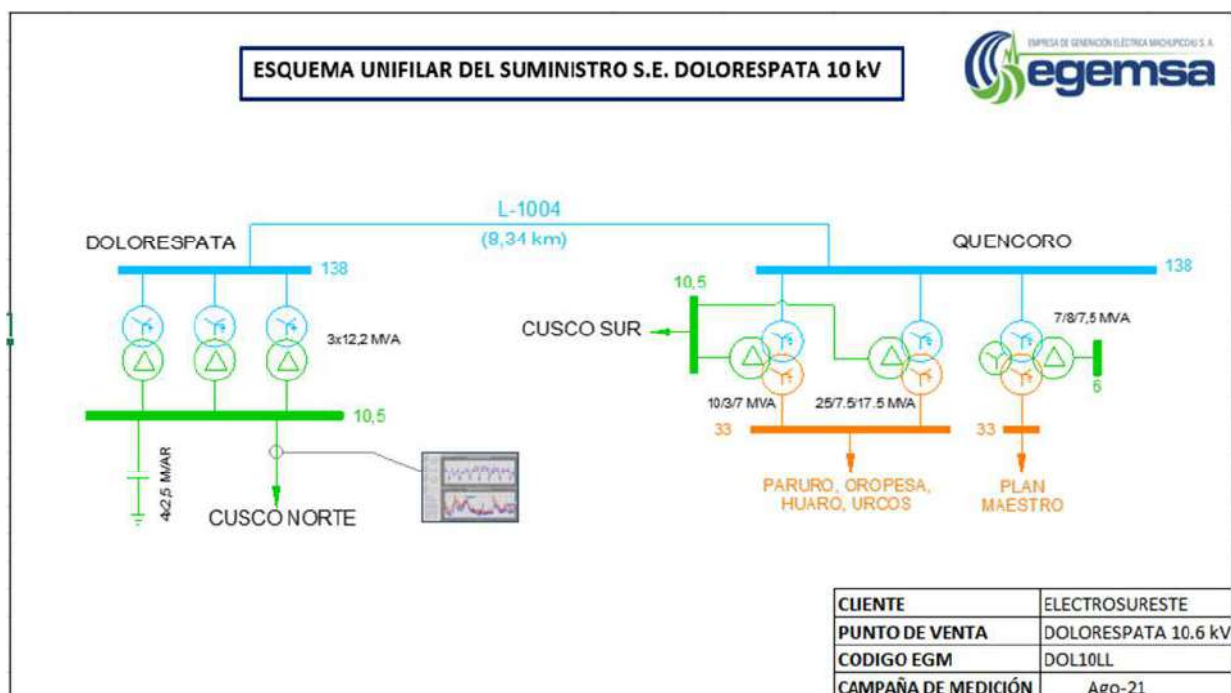 ESQUEMA UNIFILAR DEL SUMINISTRO S.E. DOLORESPATA 10 kV
EMPRESA DE GENERACIÓN ELÉCTRICA MACHUPICCHU S. A.
egemsa
L-1004
(8,34 km)
DOLORESPATA
QUENCORO
138
138
10,5
CUSCO SUR
3x12,2 MVA
7/8/7,5 MVA
6
10/3/7 MVA
25/7.5/17.5 MVA
10,5
33
33
4x2,5 MVAR
CUSCO NORTE
PARURO, OROPESA,
HUARO, URCOS
PLAN
MAESTRO
CLIENTE ELECTROSURESTE
PUNTO DE VENTA DOLORESPATA 10.6 kV
CODIGO EGM DOL10LL
CAMPAÑA DE MEDICIÓN Ago-21